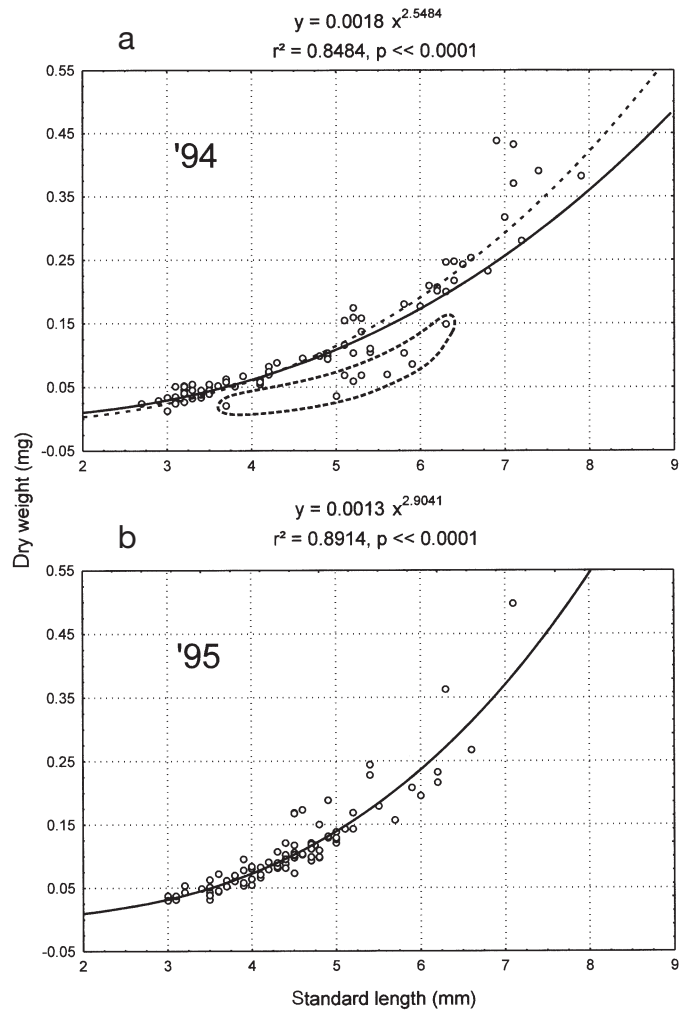 y = 0.0018 x^2.5484
a
r² = 0.8484, p << 0.0001
0.55
0.45
'94
0.35
0.25
0.15
0.05
-0.05
2 3 4 5 6 7 8 9
Dry weight (mg)
y = 0.0013 x^2.9041
b
r² = 0.8914, p << 0.0001
0.55
0.45
'95
0.35
0.25
0.15
0.05
-0.05
2 3 4 5 6 7 8 9
Standard length (mm)